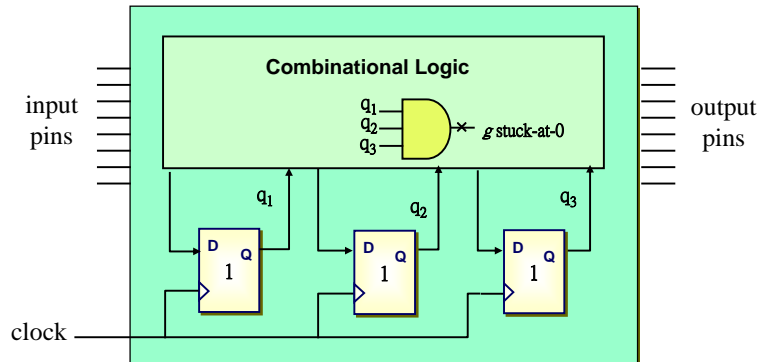 Combinational Logic
input
pins
q1
q2
q3
g stuck-at-0
output
pins
q1
q2
q3
D
Q
1
D
Q
1
D
Q
1
clock